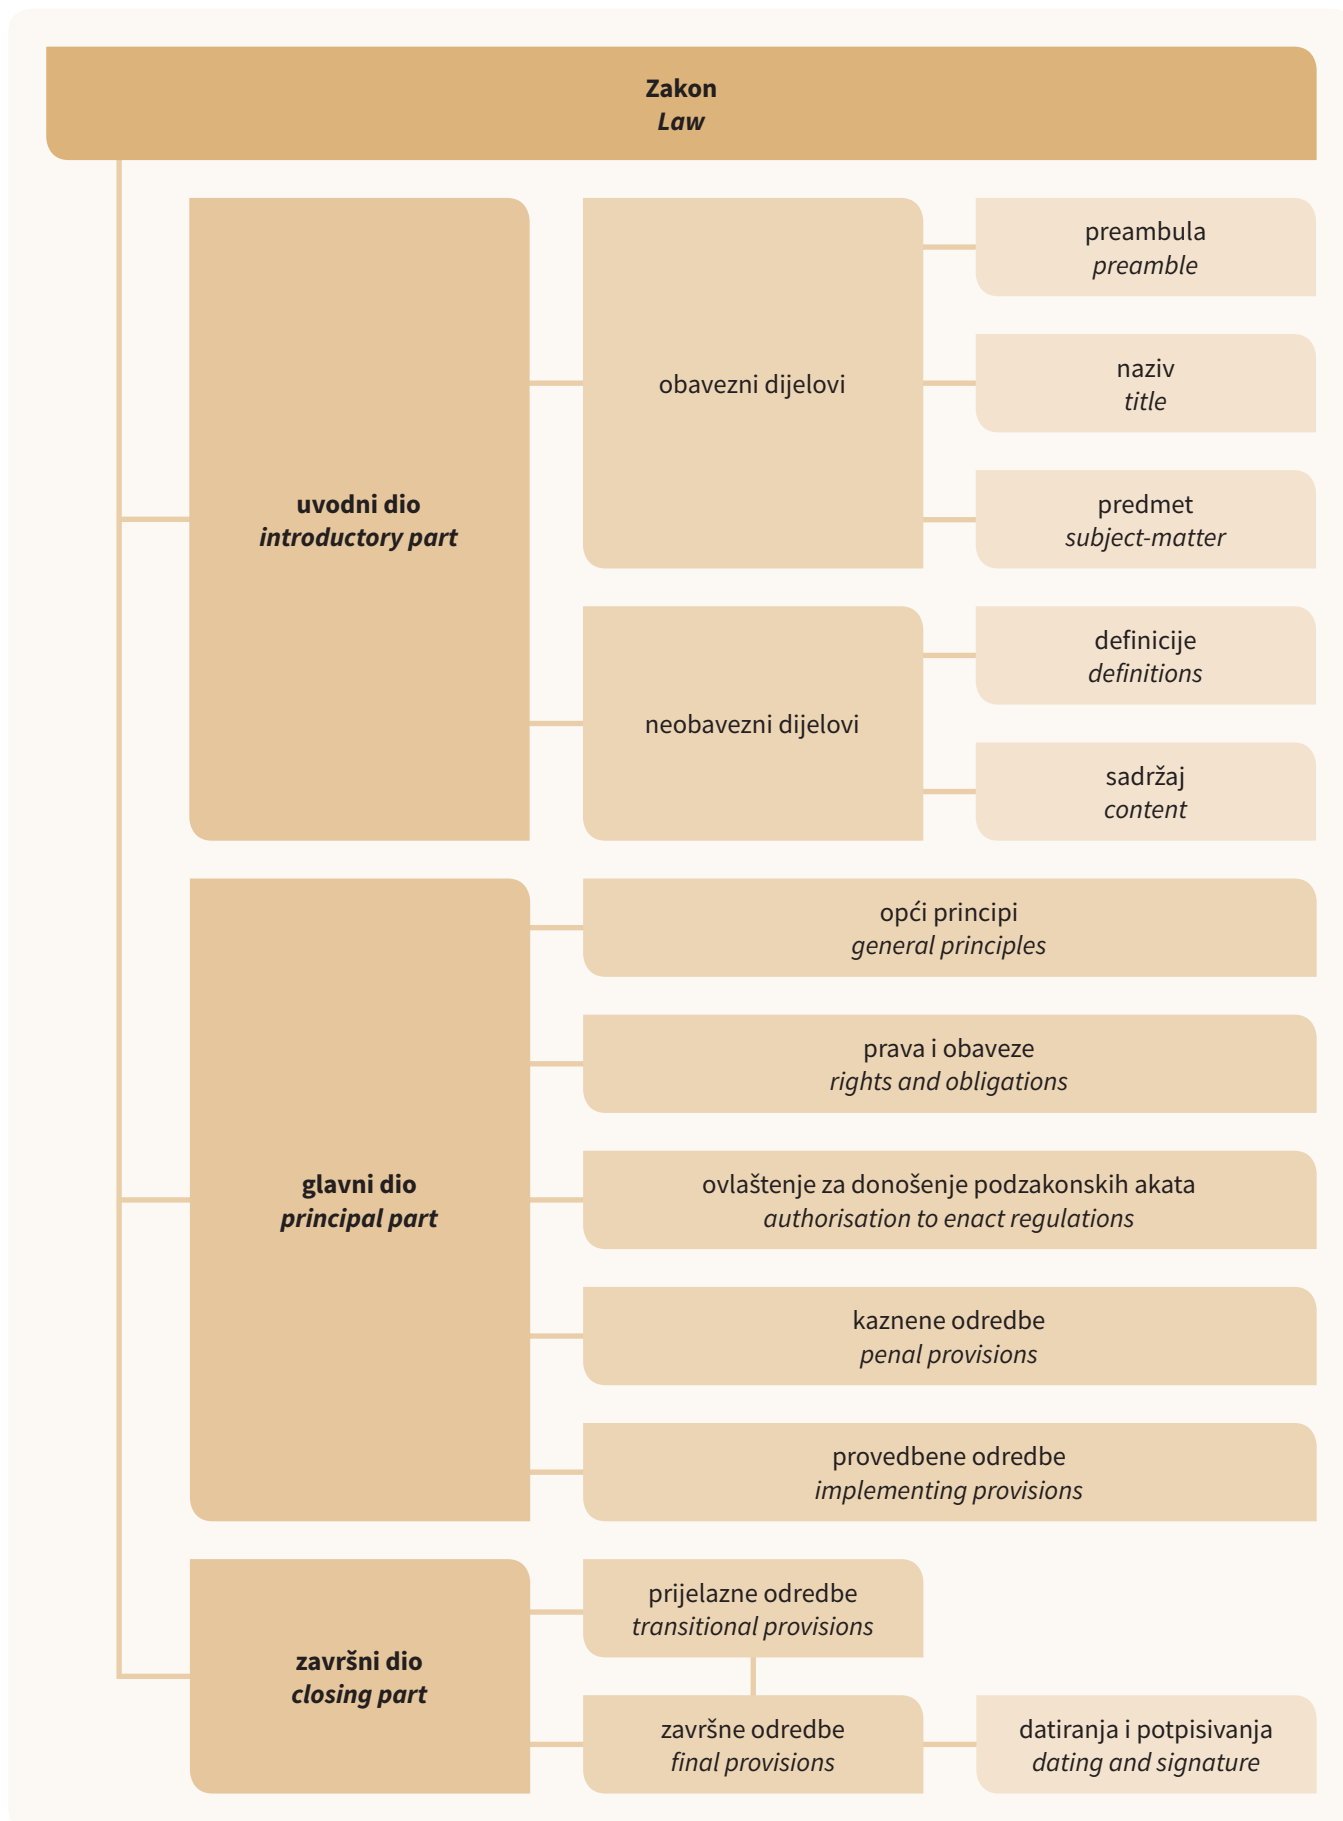 Zakon
Law
uvodni dio
introductory part
obavezni dijelovi
preambula
preamble
naziv
title
predmet
subject-matter
neobavezni dijelovi
definicije
definitions
sadržaj
content
glavni dio
principal part
opći principi
general principles
prava i obaveze
rights and obligations
ovlaštenje za donošenje podzakonskih akata
authorisation to enact regulations
kaznene odredbe
penal provisions
provedbene odredbe
implementing provisions
završni dio
closing part
prijelazne odredbe
transitional provisions
završne odredbe
final provisions
datiranja i potpisivanja
dating and signature